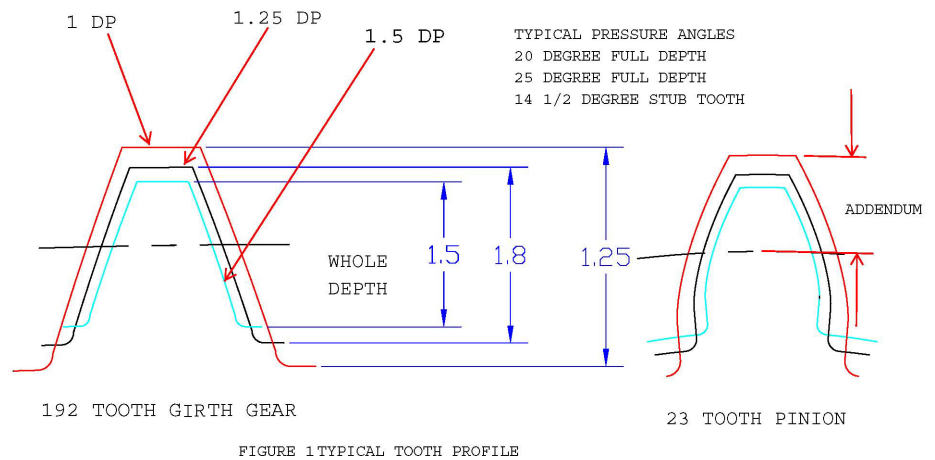 1 DP
1.25 DP
1.5 DP
TYPICAL PRESSURE ANGLES
20 DEGREE FULL DEPTH
25 DEGREE FULL DEPTH
14 1/2 DEGREE STUB TOOTH
ADDENDUM
WHOLE
DEPTH
1.5
1.8
1.25
192 TOOTH GIRTH GEAR
23 TOOTH PINION
FIGURE 1 TYPICAL TOOTH PROFILE